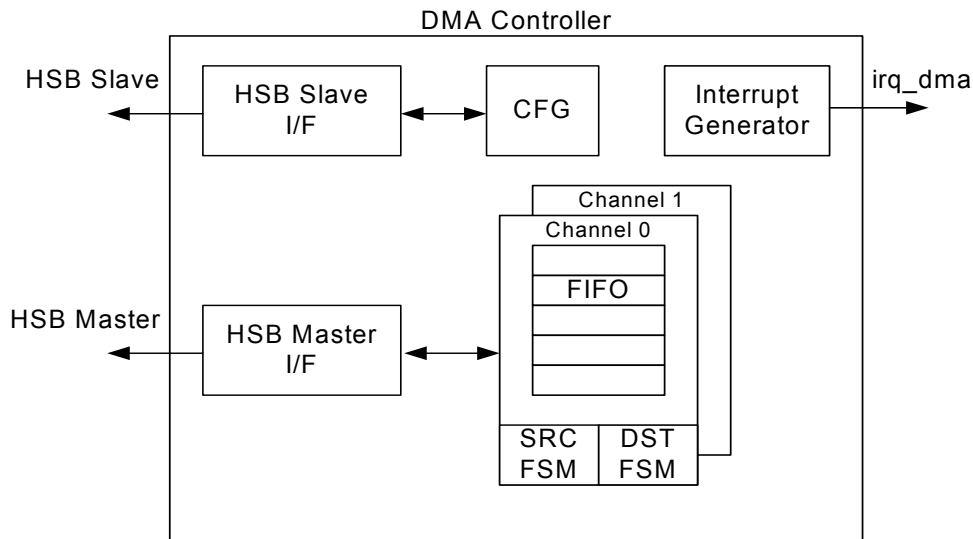 DMA Controller
HSB Slave
HSB Slave
I/F
CFG
Interrupt
Generator
irq_dma
Channel 1
Channel 0
FIFO
HSB Master
HSB Master
I/F
SRC
FSM
DST
FSM